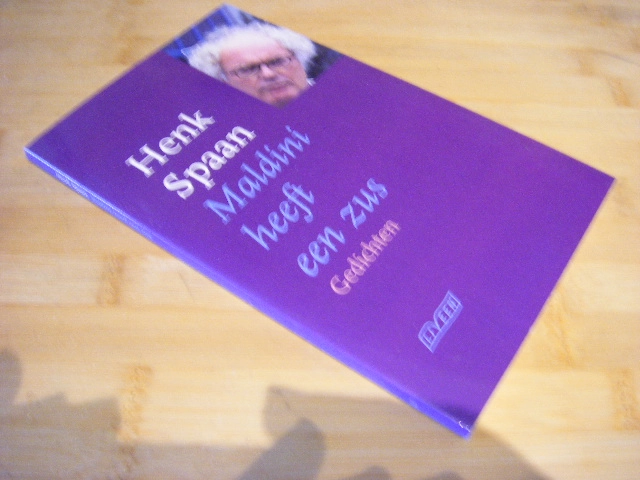 Henk
Spaan
Maldini
heeft
een zus
Gedichten